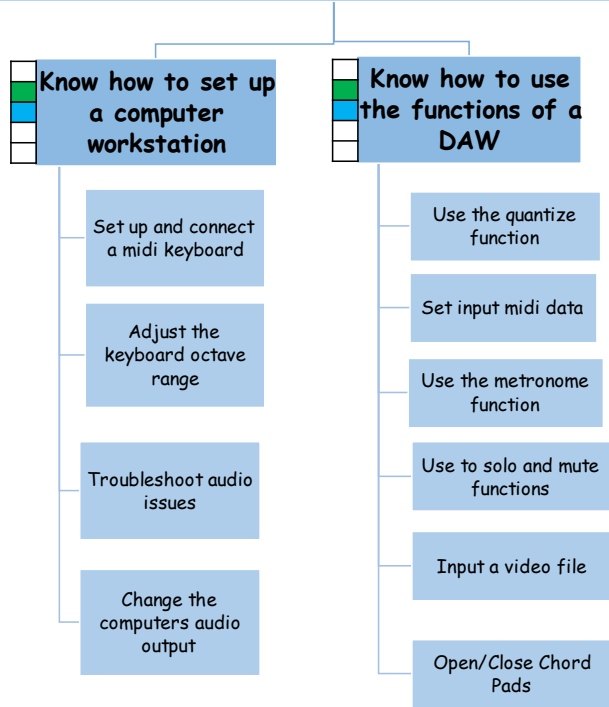 Know how to set up
a computer
workstation
Set up and connect
a midi keyboard
Adjust the
keyboard octave
range
Troubleshoot audio
issues
Change the
computers audio
output
Know how to use
the functions of a
DAW
Use the quantize
function
Set input midi data
Use the metronome
function
Use to solo and mute
functions
Input a video file
Open/Close Chord
Pads